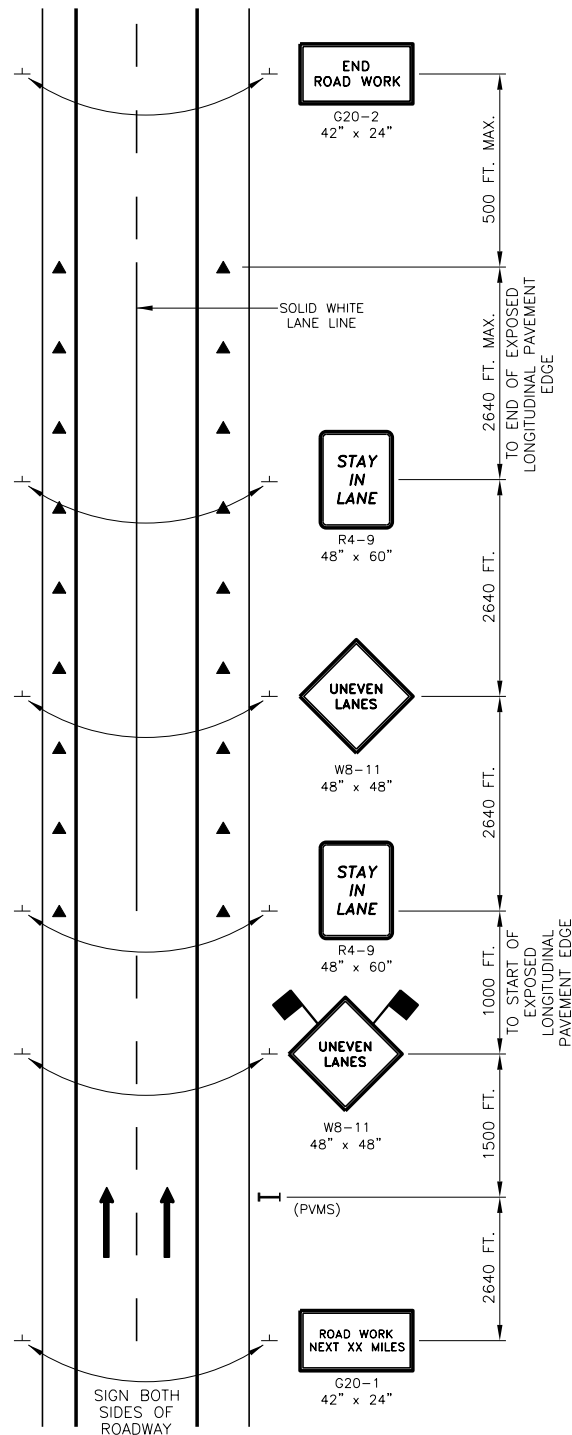 END
ROAD WORK
G20-2
42" x 24"
500 FT. MAX.
SOLID WHITE
LANE LINE
2640 FT. MAX.
TO END OF EXPOSED
LONGITUDINAL PAVEMENT
EDGE
STAY
IN
LANE
R4-9
48" x 60"
2640 FT.
UNEVEN
LANES
W8-11
48" x 48"
2640 FT.
STAY
IN
LANE
R4-9
48" x 60"
1000 FT.
TO START OF
EXPOSED
LONGITUDINAL
PAVEMENT EDGE
UNEVEN
LANES
W8-11
48" x 48"
1500 FT.
(PVMS)
2640 FT.
ROAD WORK
NEXT XX MILES
G20-1
42" x 24"
SIGN BOTH
SIDES OF
ROADWAY